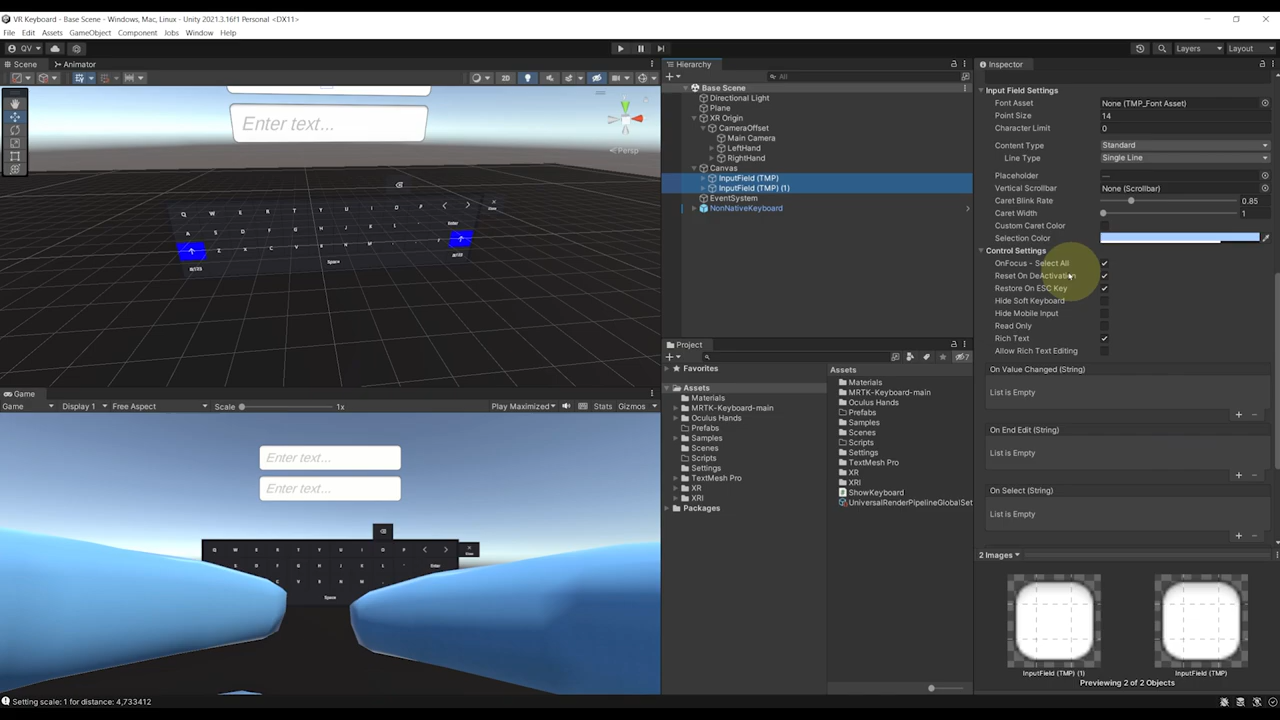 VR Keyboard - Base Scene - Windows, Mac, Linux - Unity 2021.3.16f1 Personal <DX11>
File Edit Assets GameObject Component Jobs Window Help
QV
Layers Layout
Scene Animator
2D
Enter text...
Persp
Q W E R T Y U I O P
A S D F G H J K L Enter
Z X C V B N M
Space
Game
Game Display 1 Free Aspect Scale 1x Play Maximized Stats Gizmos
Enter text...
Enter text...
Q W E R T Y U I O P
Enter
C V B N M
Space
Hierarchy
All
Base Scene
Directional Light
Plane
XR Origin
CameraOffset
Main Camera
LeftHand
RightHand
Canvas
InputField (TMP)
InputField (TMP) (1)
EventSystem
NonNativeKeyboard
Project
7
Favorites
Assets
Materials
MRTK-Keyboard-main
Oculus Hands
Prefabs
Samples
Scenes
Scripts
Settings
TextMesh Pro
XR
XRI
Packages
Assets
Materials
MRTK-Keyboard-main
Oculus Hands
Prefabs
Samples
Scenes
Scripts
Settings
TextMesh Pro
XR
XRI
ShowKeyboard
UniversalRenderPipelineGlobalSet
Inspector
Input Field Settings
Font Asset None (TMP_Font Asset)
Point Size 14
Character Limit 0
Content Type Standard
Line Type Single Line
Placeholder —
Vertical Scrollbar None (Scrollbar)
Caret Blink Rate 0.85
Caret Width 1
Custom Caret Color
Selection Color
Control Settings
OnFocus - Select All
Reset On DeActivation
Restore On ESC Key
Hide Soft Keyboard
Hide Mobile Input
Read Only
Rich Text
Allow Rich Text Editing
On Value Changed (String)
List is Empty
On End Edit (String)
List is Empty
On Select (String)
List is Empty
2 Images
InputField (TMP) (1) InputField (TMP)
Previewing 2 of 2 Objects
Setting scale: 1 for distance: 4,733412